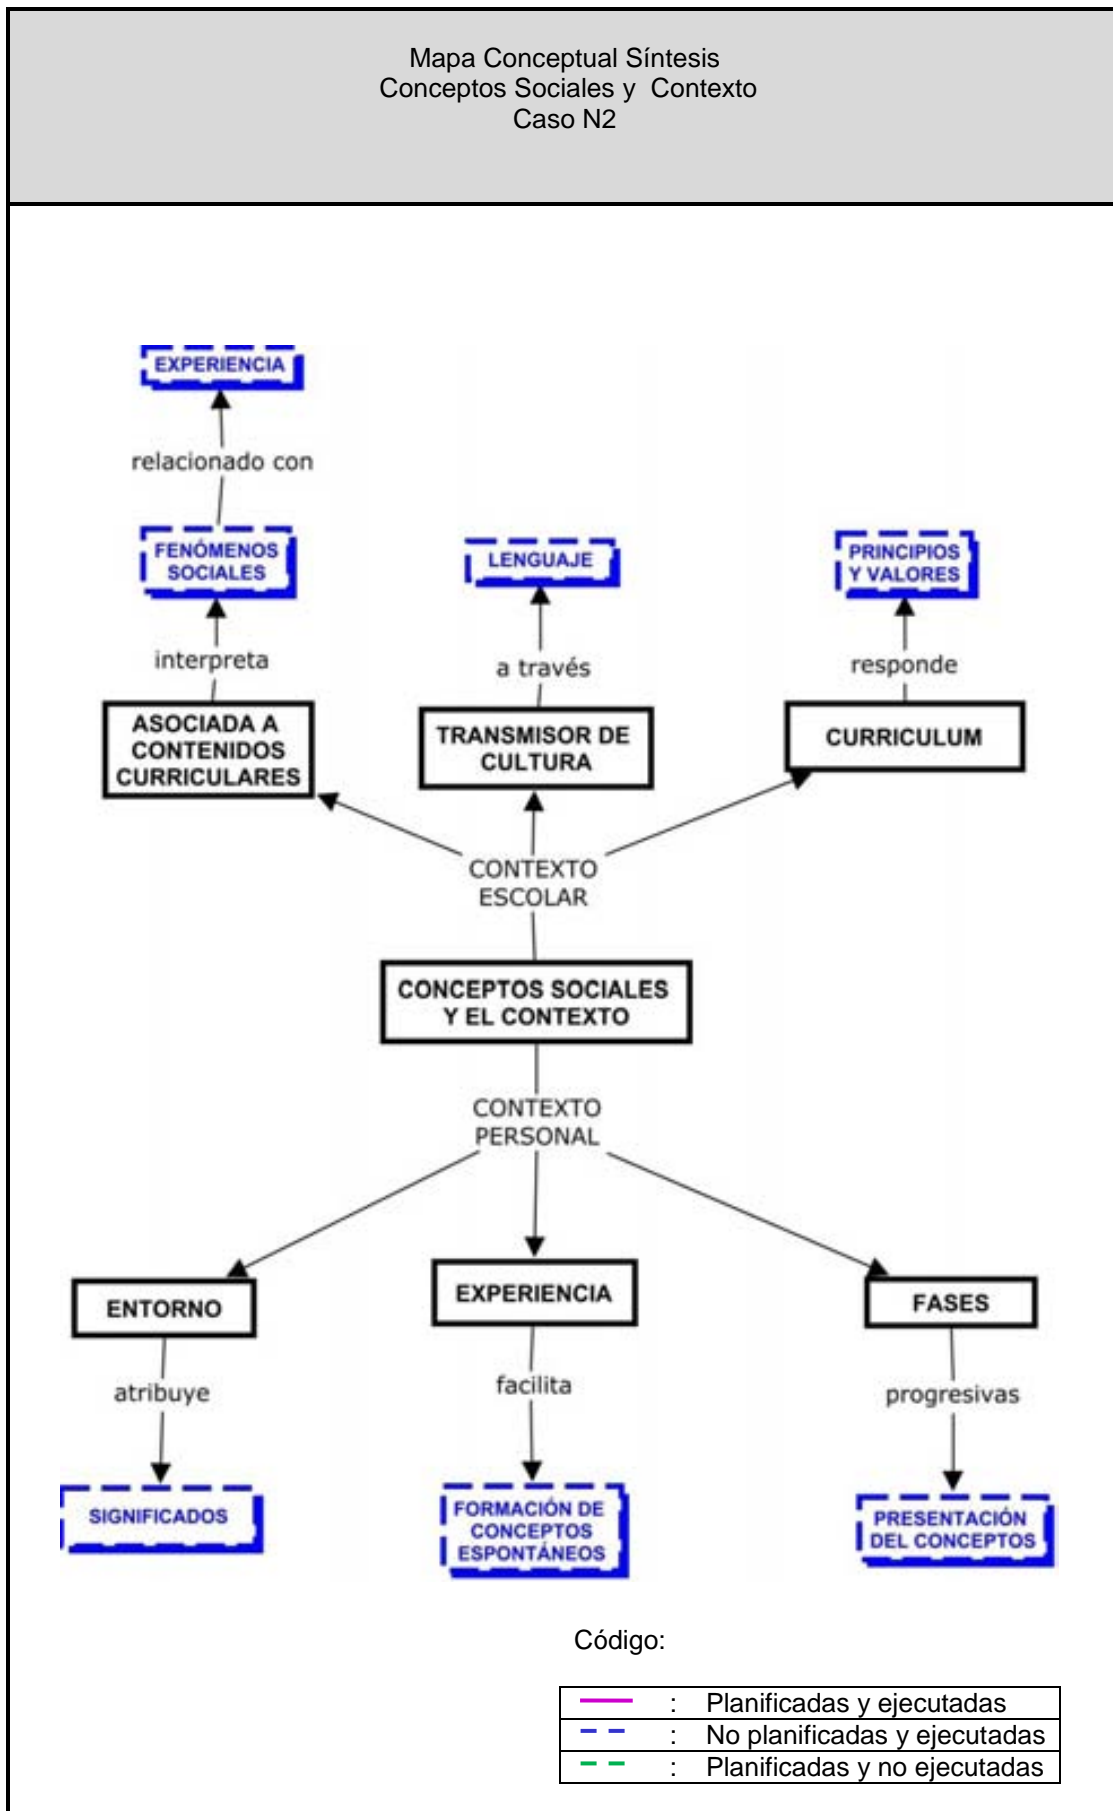 Mapa Conceptual Síntesis
Conceptos Sociales y Contexto
Caso N2
EXPERIENCIA
relacionado con
FENÓMENOS
SOCIALES
LENGUAJE
PRINCIPIOS
Y VALORES
interpreta
a través
responde
ASOCIADA A
CONTENIDOS
CURRICULARES
TRANSMISOR DE
CULTURA
CURRICULUM
CONTEXTO
ESCOLAR
CONCEPTOS SOCIALES
Y EL CONTEXTO
CONTEXTO
PERSONAL
ENTORNO
EXPERIENCIA
FASES
atribuye
facilita
progresivas
SIGNIFICADOS
FORMACIÓN DE
CONCEPTOS
ESPONTÁNEOS
PRESENTACIÓN
DEL CONCEPTOS
Código:
: Planificadas y ejecutadas
: No planificadas y ejecutadas
: Planificadas y no ejecutadas